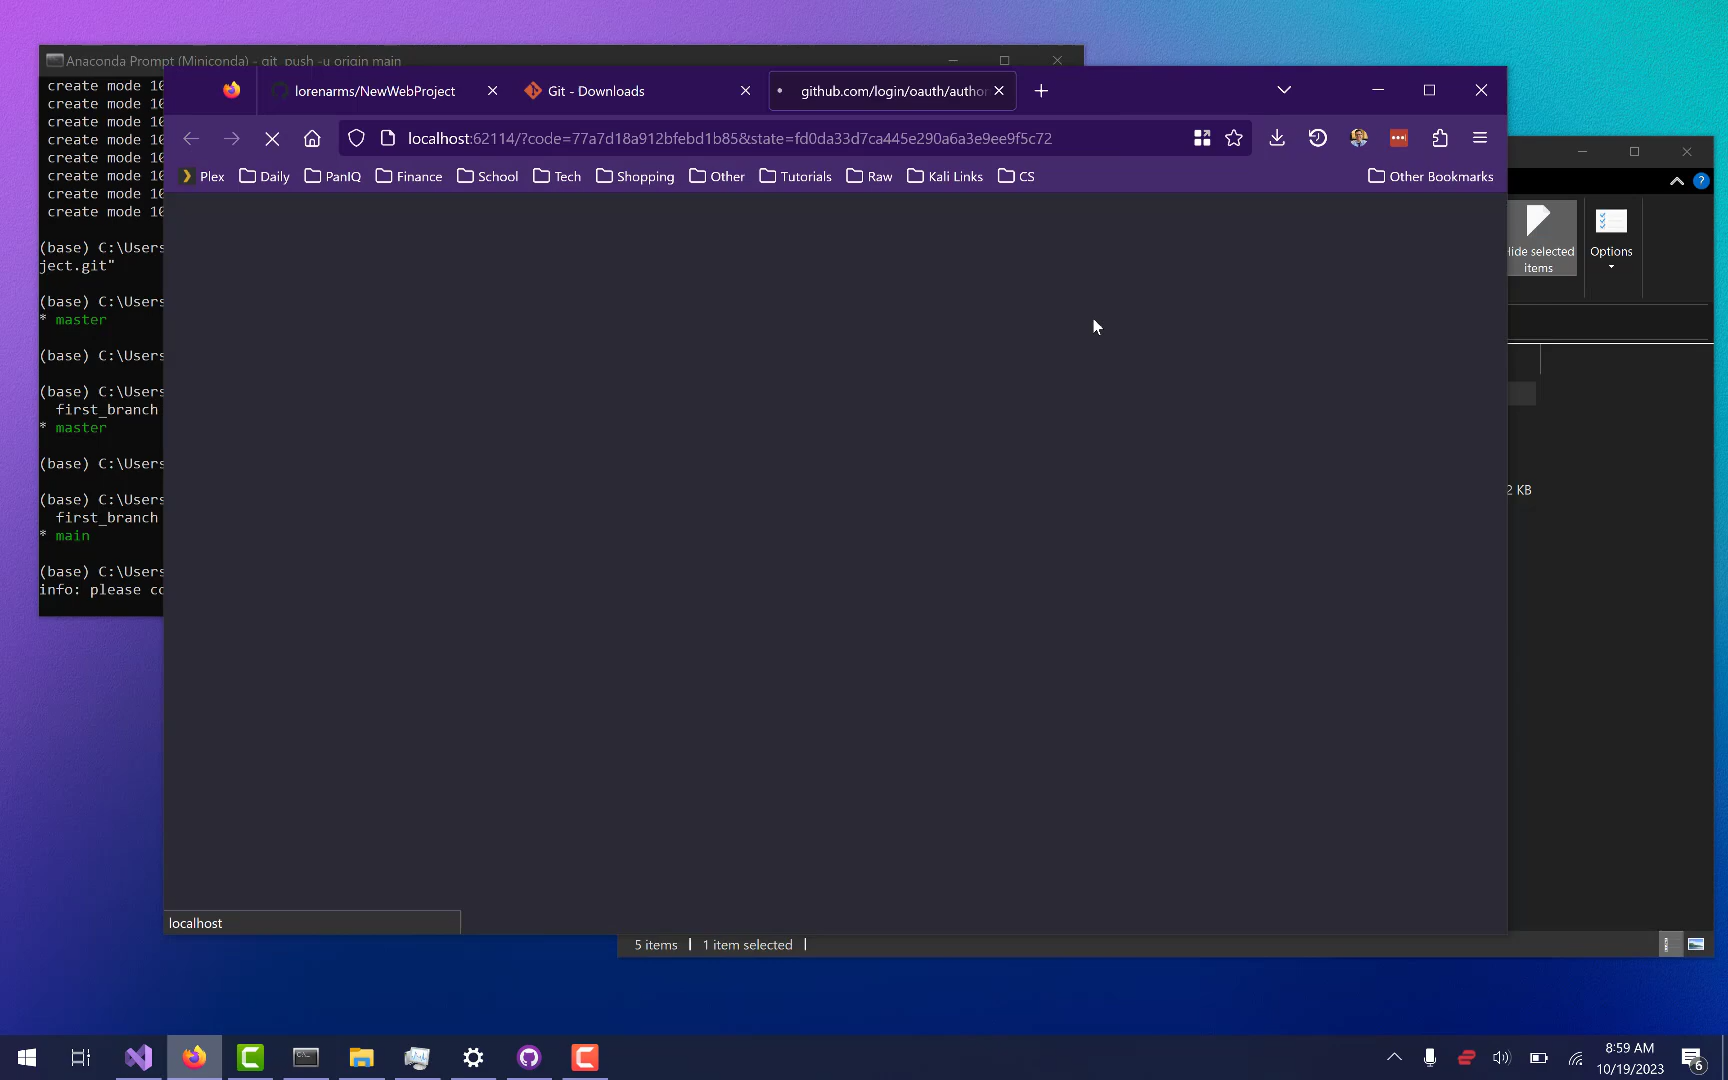 Anaconda Prompt (Miniconda) - git push -u origin main
create mode 10
create mode 10
create mode 10
create mode 10
create mode 10
create mode 10
create mode 10
create mode 10
(base) C:\Users
ject.git"
(base) C:\Users
* master
(base) C:\Users
(base) C:\Users
first_branch
* master
(base) C:\Users
(base) C:\Users
first_branch
* main
(base) C:\Users
info: please co
lorenarms/NewWebProject
Git - Downloads
github.com/login/oauth/author
localhost:62114/?code=77a7d18a912bfebd1b85&state=fd0da33d7ca445e290a6a3e9ee9f5c72
Plex Daily PanIQ Finance School Tech Shopping Other Tutorials Raw Kali Links CS Other Bookmarks
localhost
Hide selected
items
Options
2 KB
5 items 1 item selected
8:59 AM
10/19/2023
6